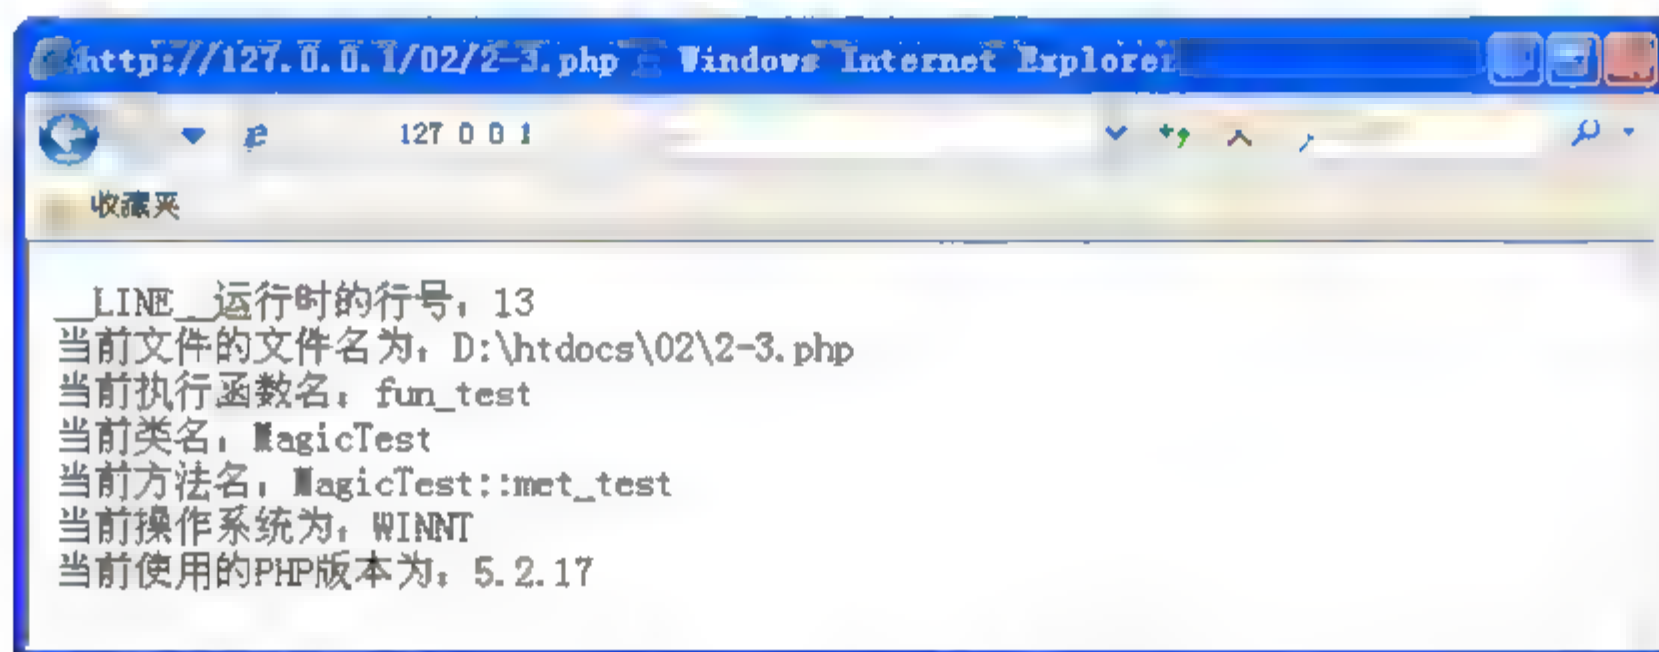 http://127.0.0.1/02/2-3.php - Windows Internet Explorer
127 0 0 1
收藏夹
__LINE__运行时的行号：13
当前文件的文件名为：D:\htdocs\02\2-3.php
当前执行函数名：fun_test
当前类名：MagicTest
当前方法名：MagicTest::met_test
当前操作系统为：WINNT
当前使用的PHP版本为：5.2.17